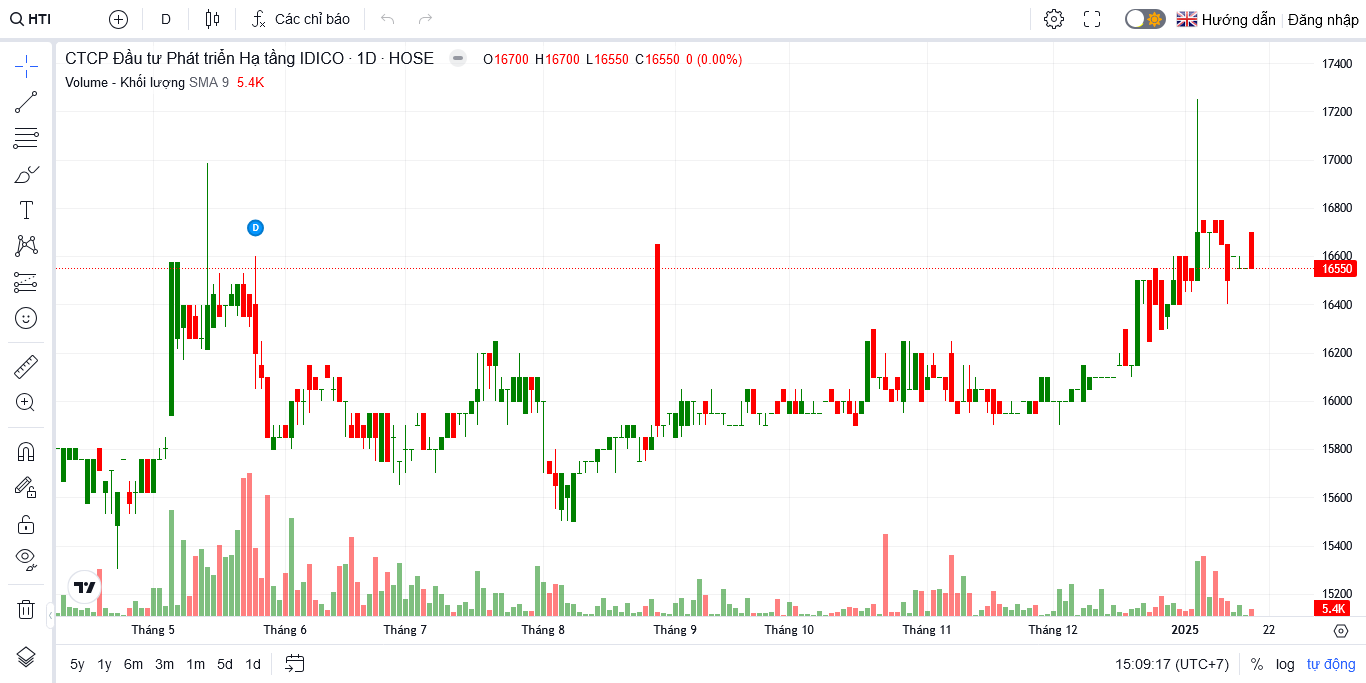 HTI D Các chỉ báo Hướng dẫn Đăng nhập
CTCP Đầu tư Phát triển Hạ tầng IDICO · 1D · HOSE O16700 H16700 L16550 C16550 0 (0.00%)
Volume - Khối lượng SMA 9 5.4K
D
17400
17200
17000
16800
16600
16550
16400
16200
16000
15800
15600
15400
15200
5.4K
Tháng 5 Tháng 6 Tháng 7 Tháng 8 Tháng 9 Tháng 10 Tháng 11 Tháng 12 2025 22
5y 1y 6m 3m 1m 5d 1d 15:09:17 (UTC+7) % log tự động